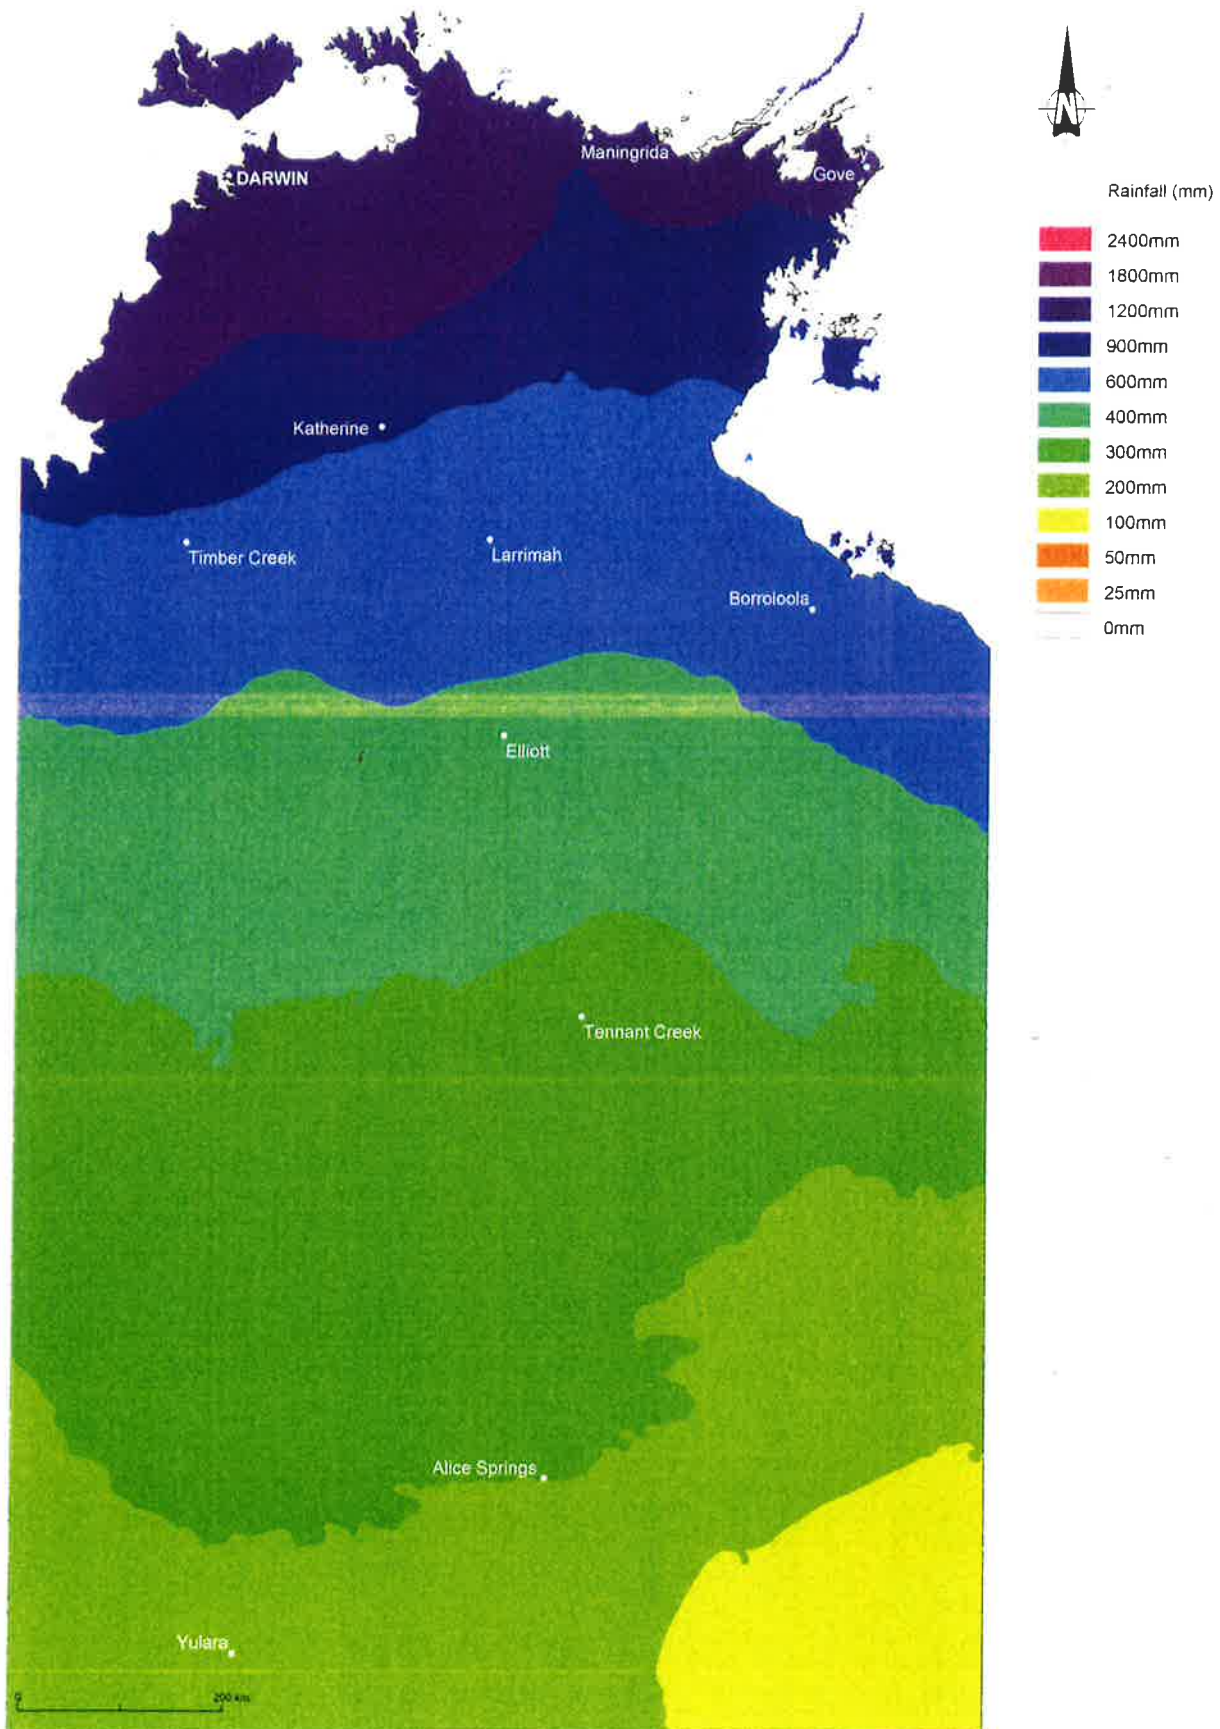 N
Maningrida
Gove
DARWIN
Rainfall (mm)
2400mm
1800mm
1200mm
900mm
600mm
400mm
300mm
200mm
100mm
50mm
25mm
0mm
Katherine
Timber Creek
Larrimah
Borroloola
Elliott
Tennant Creek
Alice Springs
Yulara
0
200 km